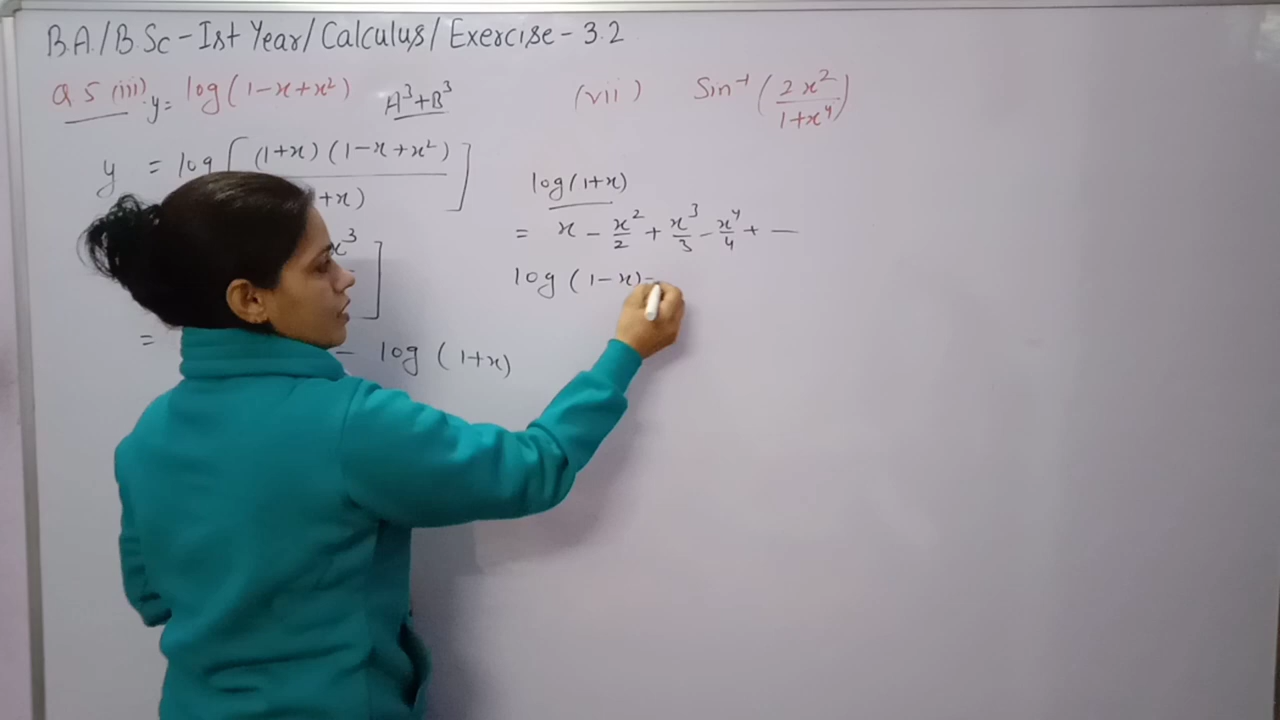 B.A./B.Sc - Ist Year/Calculus/Exercise - 3.2
Q 5 (iii) y = log(1-x+x²) A³+B³ (vii) Sin⁻¹(2x²/1+x⁴)
y = log[(1+x)(1-x+x²)/ +x)]
log(1+x)
x³]
= x - x²/2 + x³/3 - x⁴/4 + —
log(1-x)=
= - log(1+x)